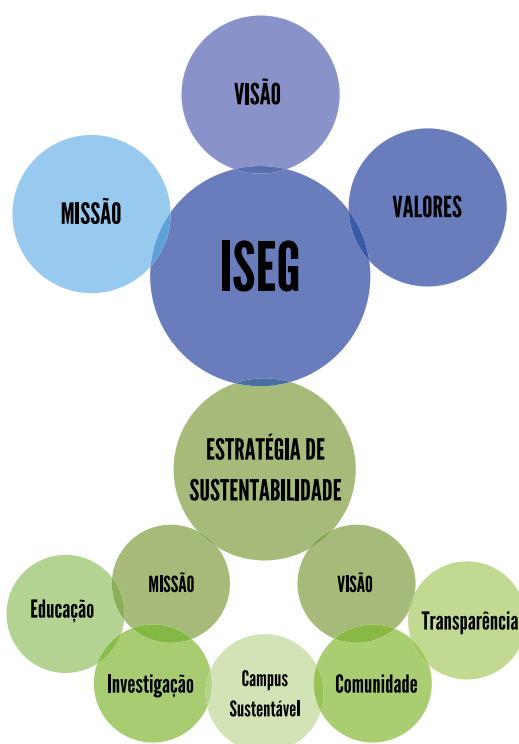 VISÃO
MISSÃO
VALORES
ISEG
ESTRATÉGIA DE
SUSTENTABILIDADE
MISSÃO
VISÃO
Educação
Transparência
Investigação
Campus
Sustentável
Comunidade